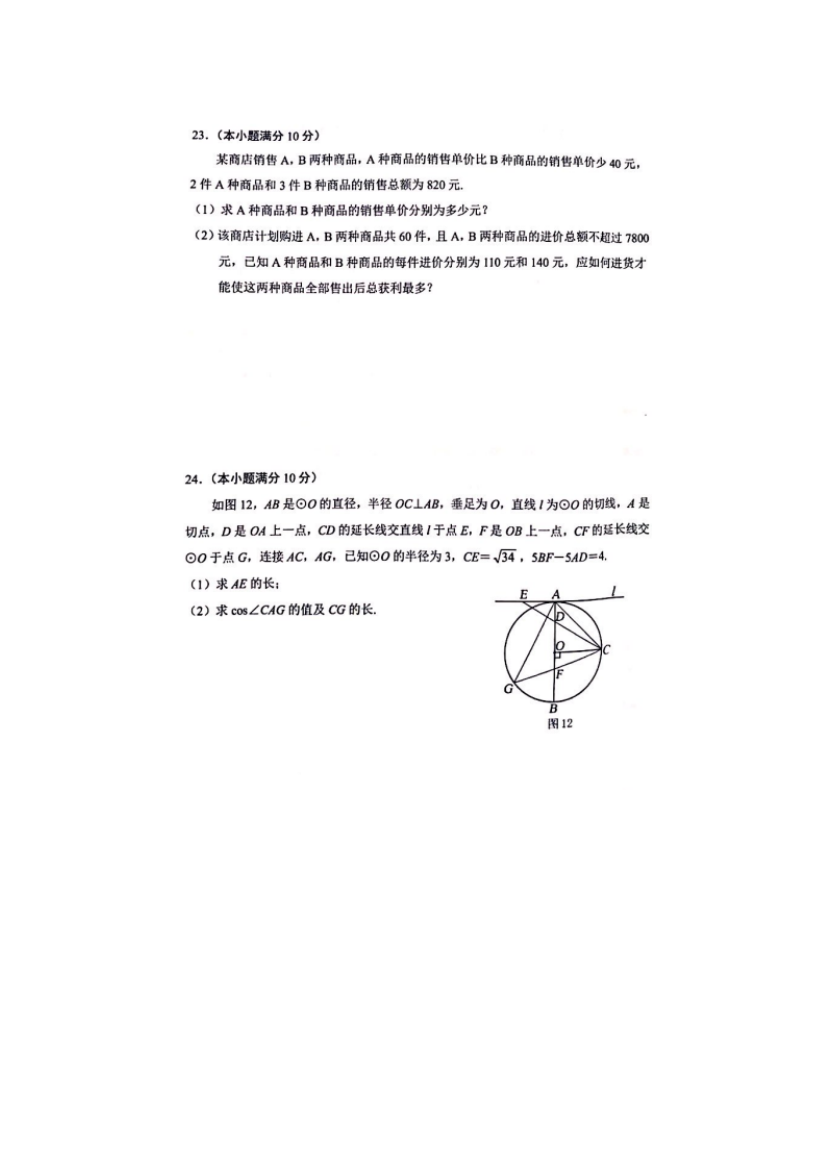 23.（本小题满分 10 分）
某商店销售 A，B 两种商品，A 种商品的销售单价比 B 种商品的销售单价少 40 元，
2 件 A 种商品和 3 件 B 种商品的销售总额为 820 元.
（1）求 A 种商品和 B 种商品的销售单价分别为多少元？
（2）该商店计划购进 A，B 两种商品共 60 件，且 A，B 两种商品的进价总额不超过 7800
元，已知 A 种商品和 B 种商品的每件进价分别为 110 元和 140 元，应如何进货才
能使这两种商品全部售出后总获利最多？
24.（本小题满分 10 分）
如图 12，AB 是⊙O 的直径，半径 OC⊥AB，垂足为 O，直线 l 为⊙O 的切线，A 是
切点，D 是 OA 上一点，CD 的延长线交直线 l 于点 E，F 是 OB 上一点，CF 的延长线交
⊙O 于点 G，连接 AC，AG，已知⊙O 的半径为 3，CE=√34，5BF－5AD=4.
（1）求 AE 的长；
（2）求 cos∠CAG 的值及 CG 的长.
E A l
D
O C
F
G
B
图 12